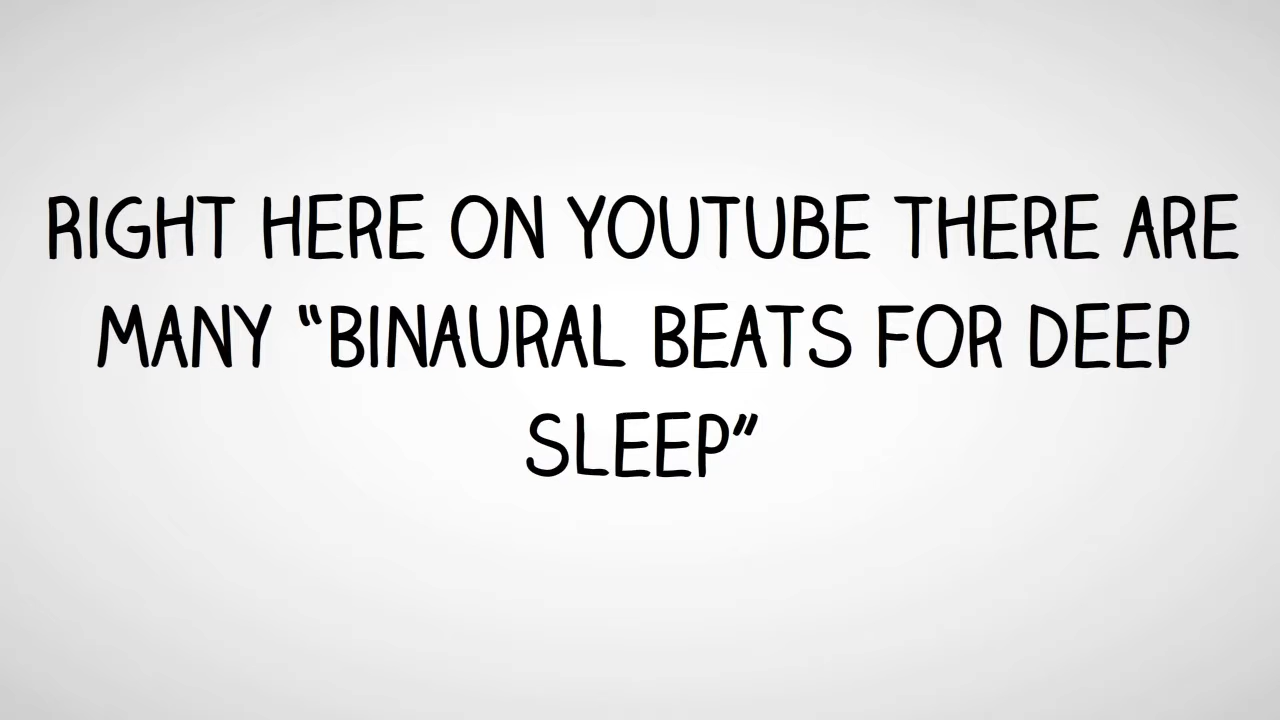 RIGHT HERE ON YOUTUBE THERE ARE
MANY “BINAURAL BEATS FOR DEEP
SLEEP”